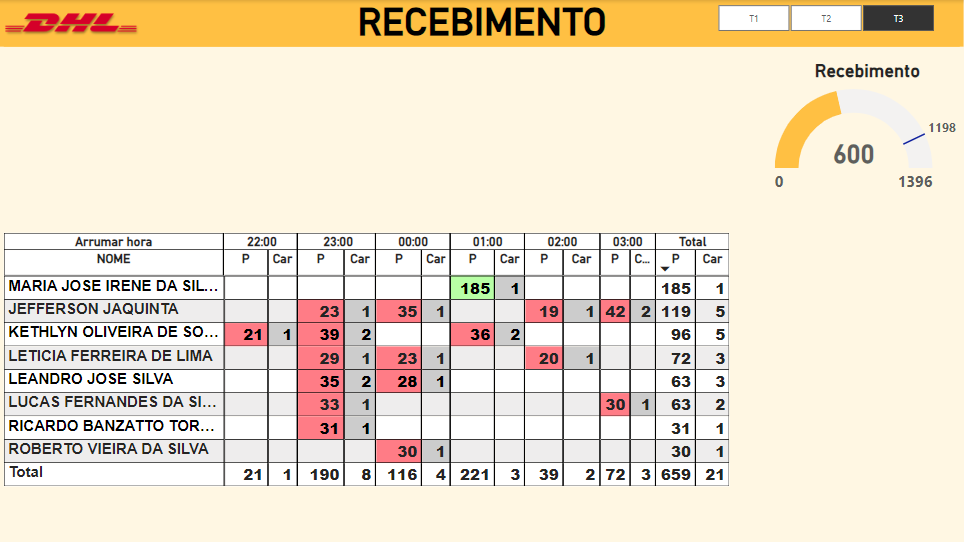 DHL RECEBIMENTO T1 T2 T3
Recebimento
1198
600
0 1396
Arrumar hora 22:00 23:00 00:00 01:00 02:00 03:00 Total
NOME P Car P Car P Car P Car P Car P C... P Car
MARIA JOSE IRENE DA SIL... 185 1 185 1
JEFFERSON JAQUINTA 23 1 35 1 19 1 42 2 119 5
KETHLYN OLIVEIRA DE SO... 21 1 39 2 36 2 96 5
LETICIA FERREIRA DE LIMA 29 1 23 1 20 1 72 3
LEANDRO JOSE SILVA 35 2 28 1 63 3
LUCAS FERNANDES DA SI... 33 1 30 1 63 2
RICARDO BANZATTO TOR... 31 1 31 1
ROBERTO VIEIRA DA SILVA 30 1 30 1
Total 21 1 190 8 116 4 221 3 39 2 72 3 659 21